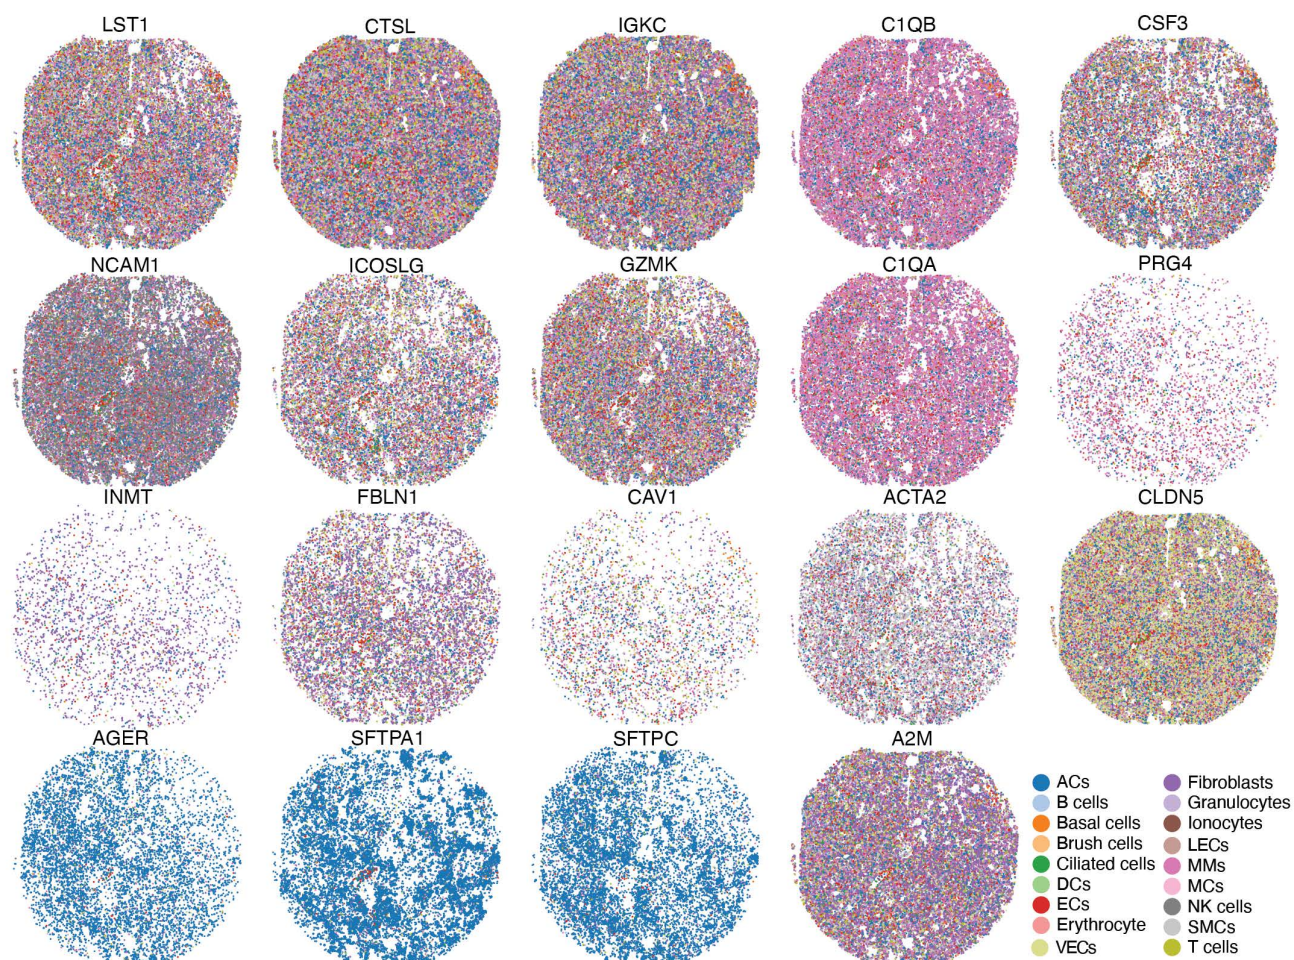 LST1
CTSL
IGKC
C1QB
CSF3
NCAM1
ICOSLG
GZMK
C1QA
PRG4
INMT
FBLN1
CAV1
ACTA2
CLDN5
AGER
SFTPA1
SFTPC
A2M
ACs
B cells
Basal cells
Brush cells
Ciliated cells
DCs
ECs
Erythrocyte
VECs
Fibroblasts
Granulocytes
Ionocytes
LECs
MMs
MCs
NK cells
SMCs
T cells